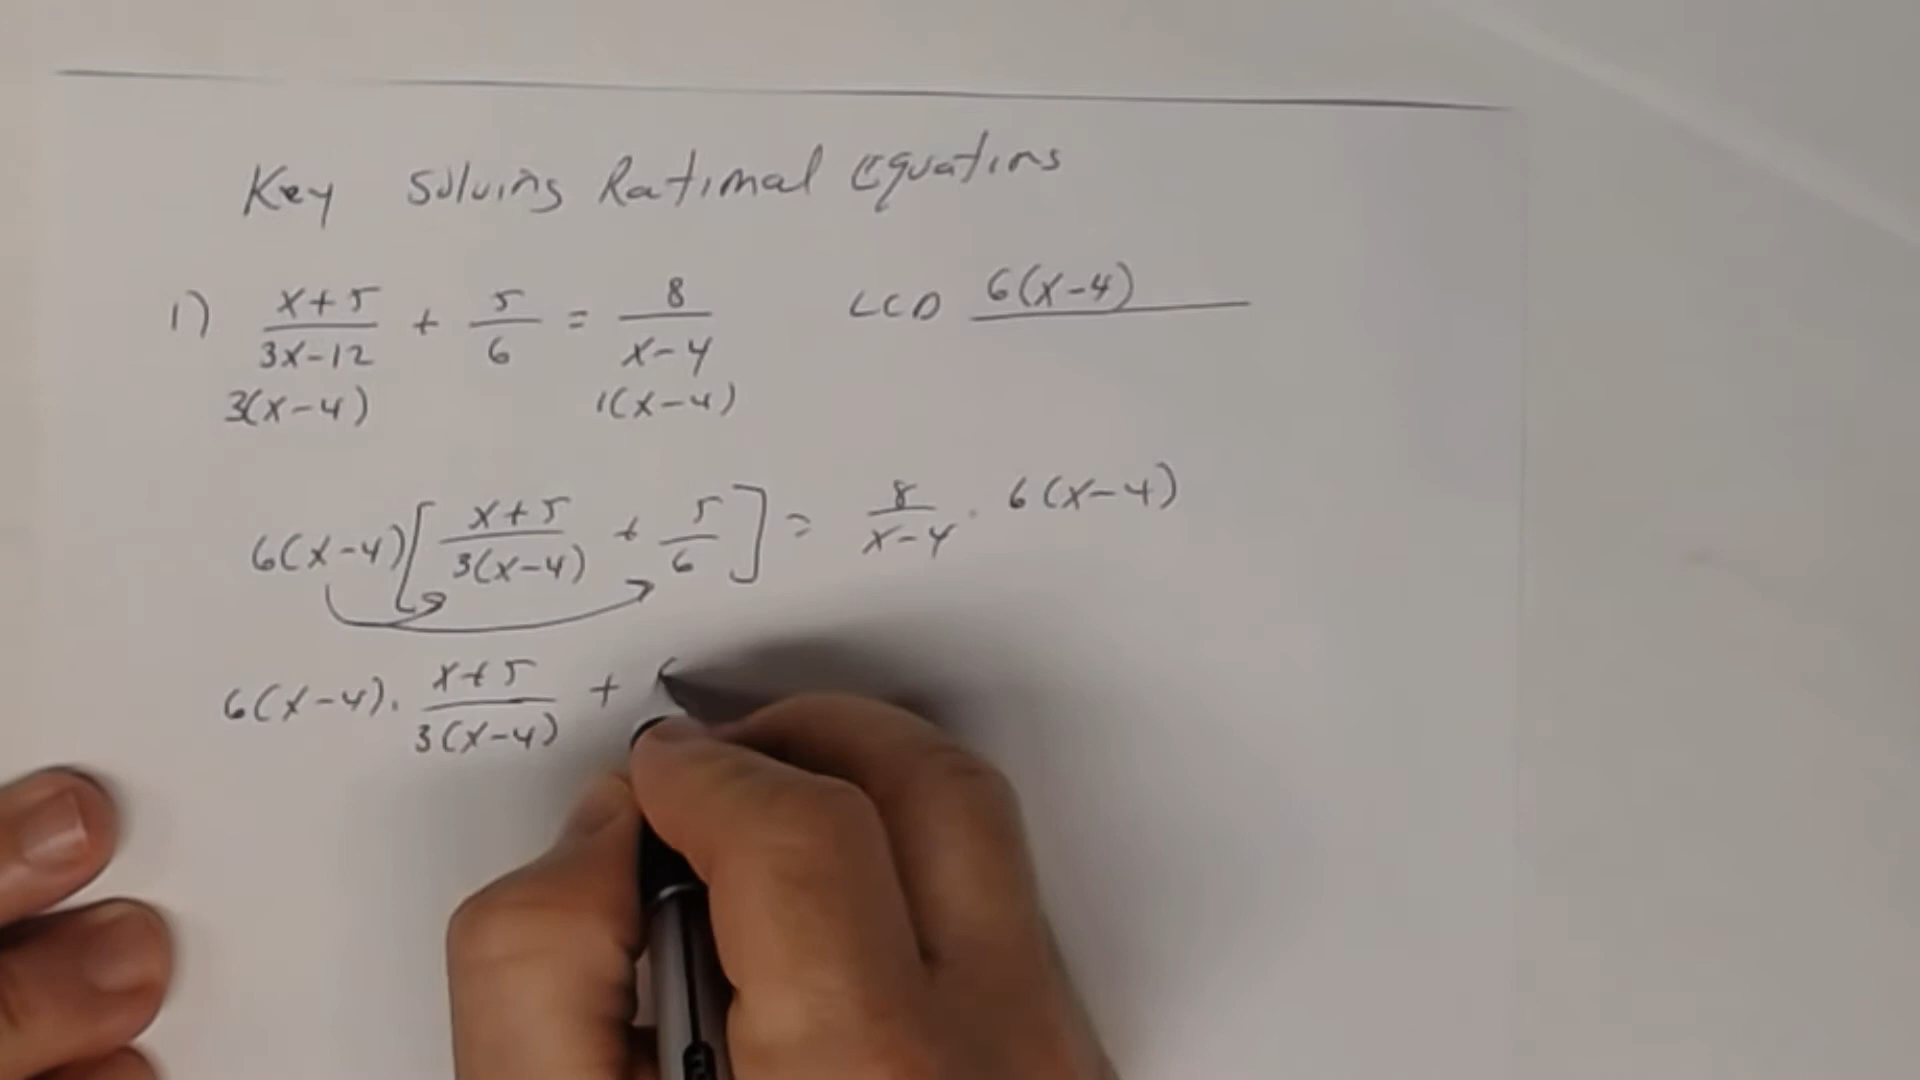 Key Solving Rational Equations
1) x+5/3x-12 + 5/6 = 8/x-4 LCD 6(x-4)
3(x-4) 1(x-4)
6(x-4)[x+5/3(x-4) + 5/6] = 8/x-4 · 6(x-4)
6(x-4) · x+5/3(x-4) +